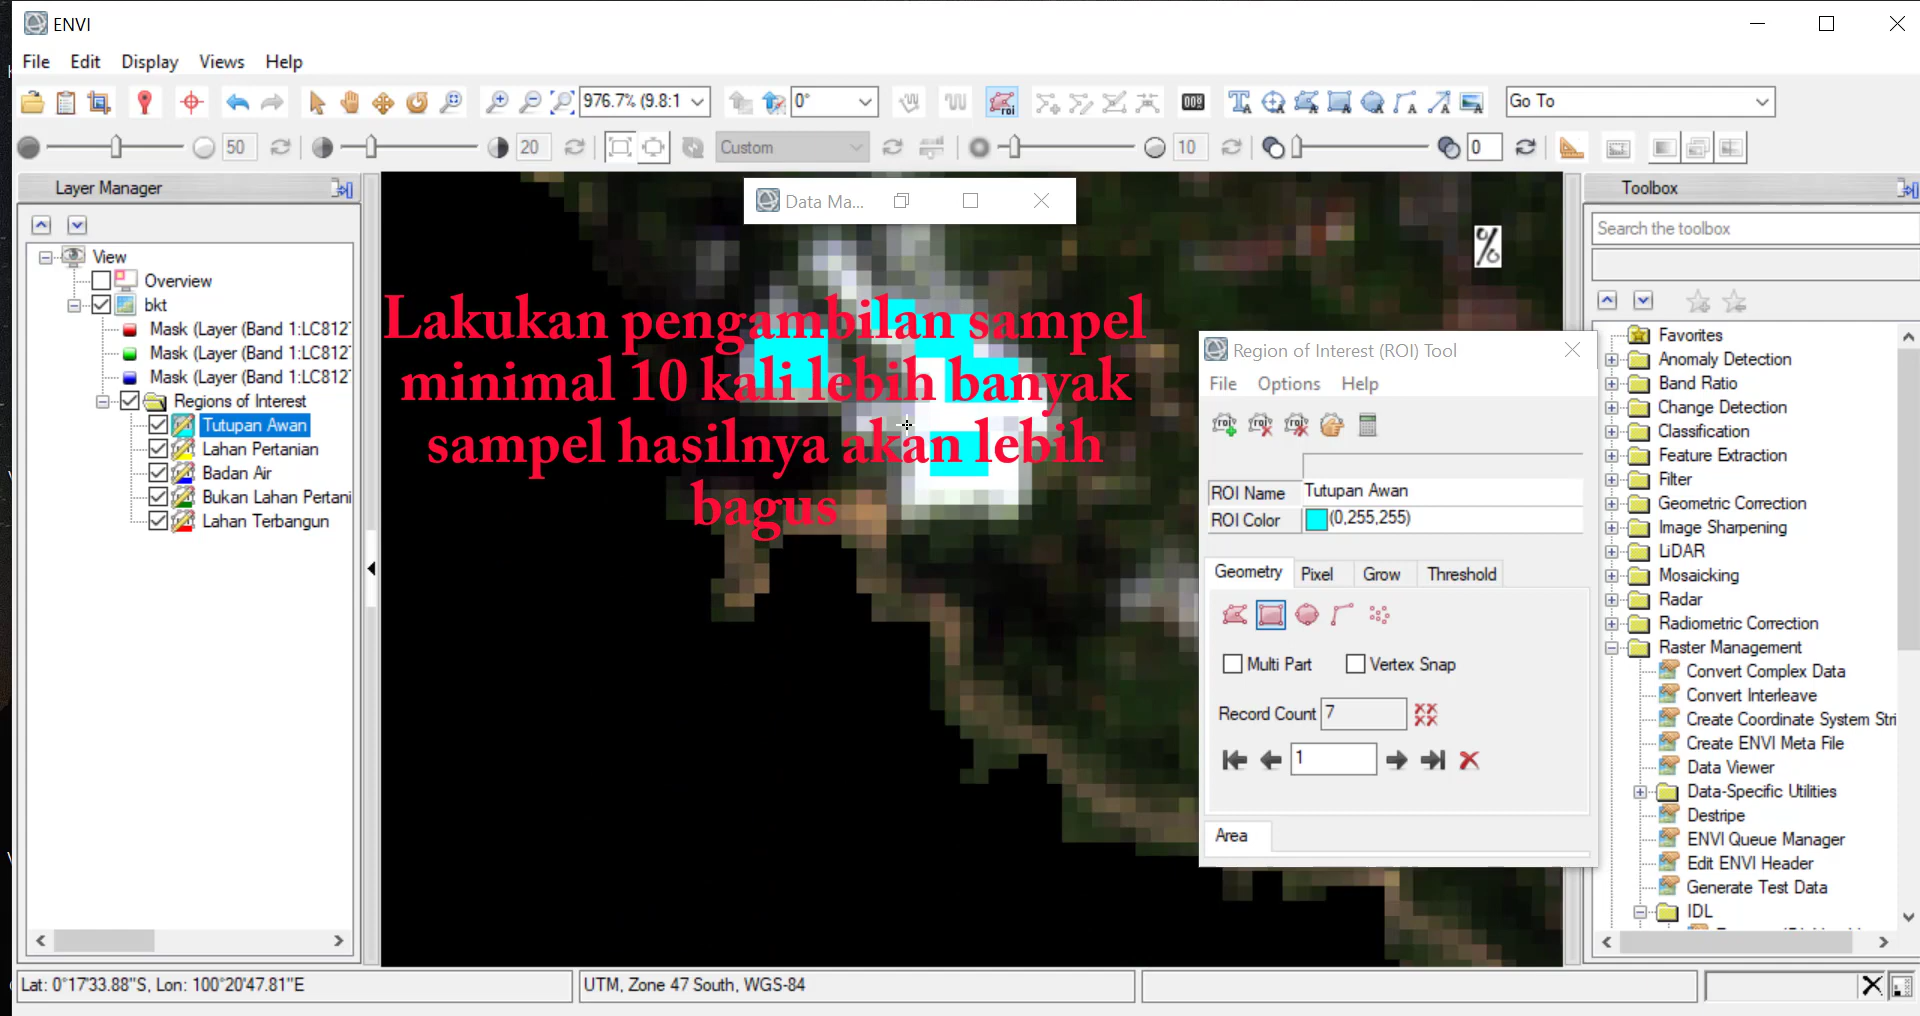 ENVI
File Edit Display Views Help
976.7% (9.8:1
0°
roi
Go To
50
20
Custom
10
0
Layer Manager
View
Overview
bkt
Mask (Layer (Band 1:LC812
Mask (Layer (Band 1:LC812
Mask (Layer (Band 1:LC812
Regions of Interest
Tutupan Awan
Lahan Pertanian
Badan Air
Bukan Lahan Pertani
Lahan Terbangun
Data Ma...
Lakukan pengambilan sampel
minimal 10 kali lebih banyak
sampel hasilnya akan lebih
bagus
Region of Interest (ROI) Tool
File Options Help
ROI Name Tutupan Awan
ROI Color (0,255,255)
Geometry Pixel Grow Threshold
Multi Part Vertex Snap
Record Count 7
1
Area
Toolbox
Search the toolbox
Favorites
Anomaly Detection
Band Ratio
Change Detection
Classification
Feature Extraction
Filter
Geometric Correction
Image Sharpening
LiDAR
Mosaicking
Radar
Radiometric Correction
Raster Management
Convert Complex Data
Convert Interleave
Create Coordinate System Stri
Create ENVI Meta File
Data Viewer
Data-Specific Utilities
Destripe
ENVI Queue Manager
Edit ENVI Header
Generate Test Data
IDL
Lat: 0°17'33.88"S, Lon: 100°20'47.81"E
UTM, Zone 47 South, WGS-84